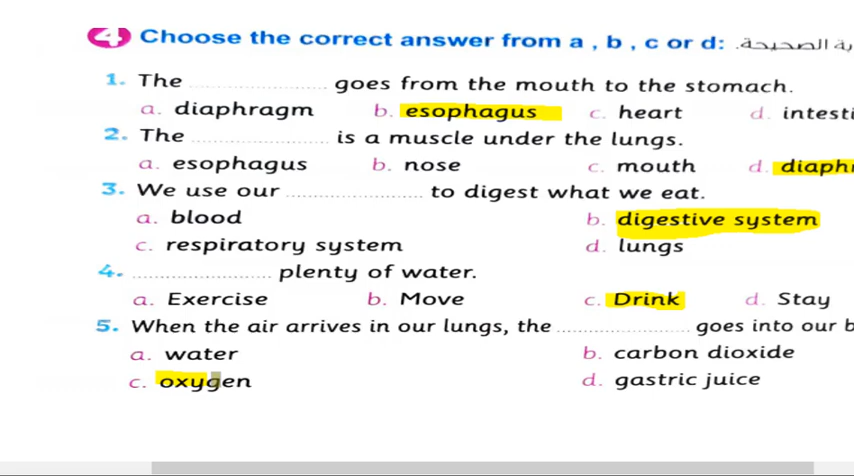 4 Choose the correct answer from a , b , c or d:
1. The .................... goes from the mouth to the stomach.
a. diaphragm b. esophagus c. heart d.
2. The .................... is a muscle under the lungs.
a. esophagus b. nose c. mouth d.
3. We use our .................... to digest what we eat.
a. blood b. digestive system
c. respiratory system d. lungs
4. .................... plenty of water.
a. Exercise b. Move c. Drink d. Stay
5. When the air arrives in our lungs, the .................... goes into our
a. water b. carbon dioxide
c. oxygen d. gastric juice